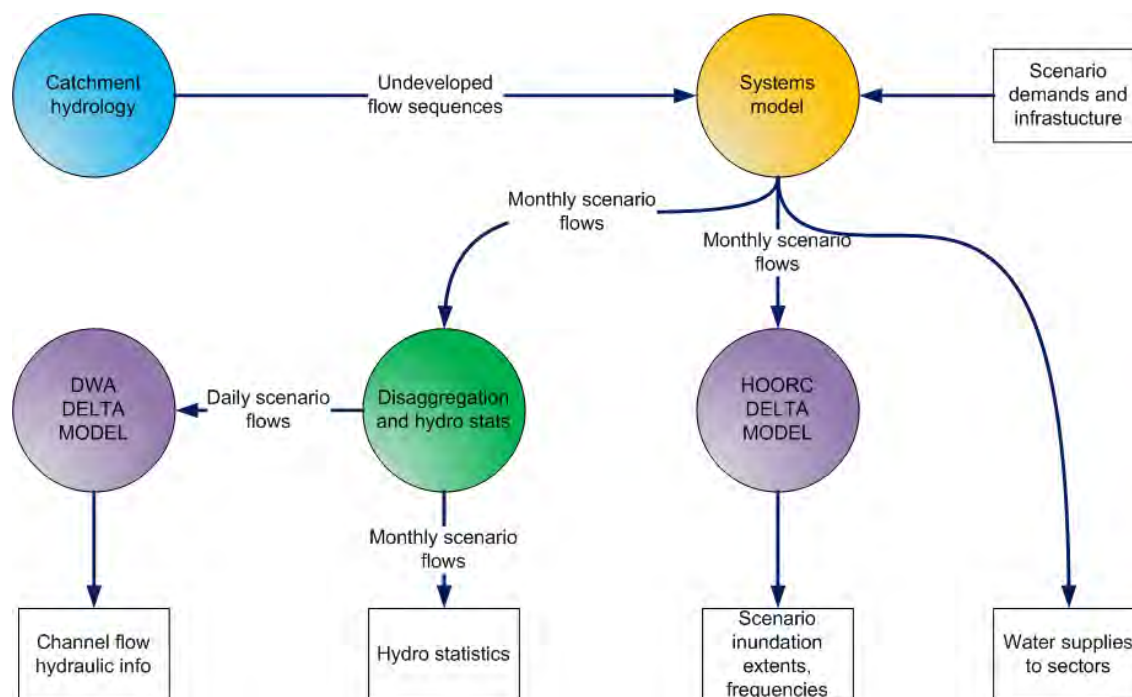 Catchment
hydrology
Undeveloped
flow sequences
Systems
model
Scenario
demands and
infrastucture
Monthly scenario
flows
Monthly scenario
flows
DWA
DELTA
MODEL
Daily scenario
flows
Disaggregation
and hydro stats
HOORC
DELTA
MODEL
Monthly scenario
flows
Channel flow
hydraulic info
Hydro statistics
Scenario
inundation
extents,
frequencies
Water supplies
to sectors